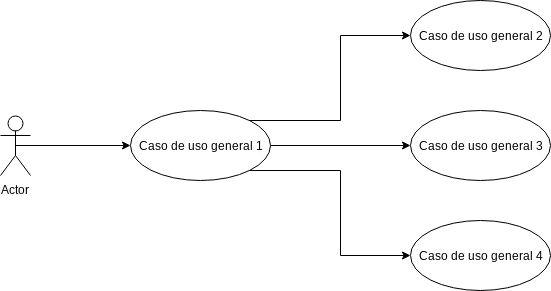 Caso de uso general 2
Caso de uso general 1
Caso de uso general 3
Actor
Caso de uso general 4